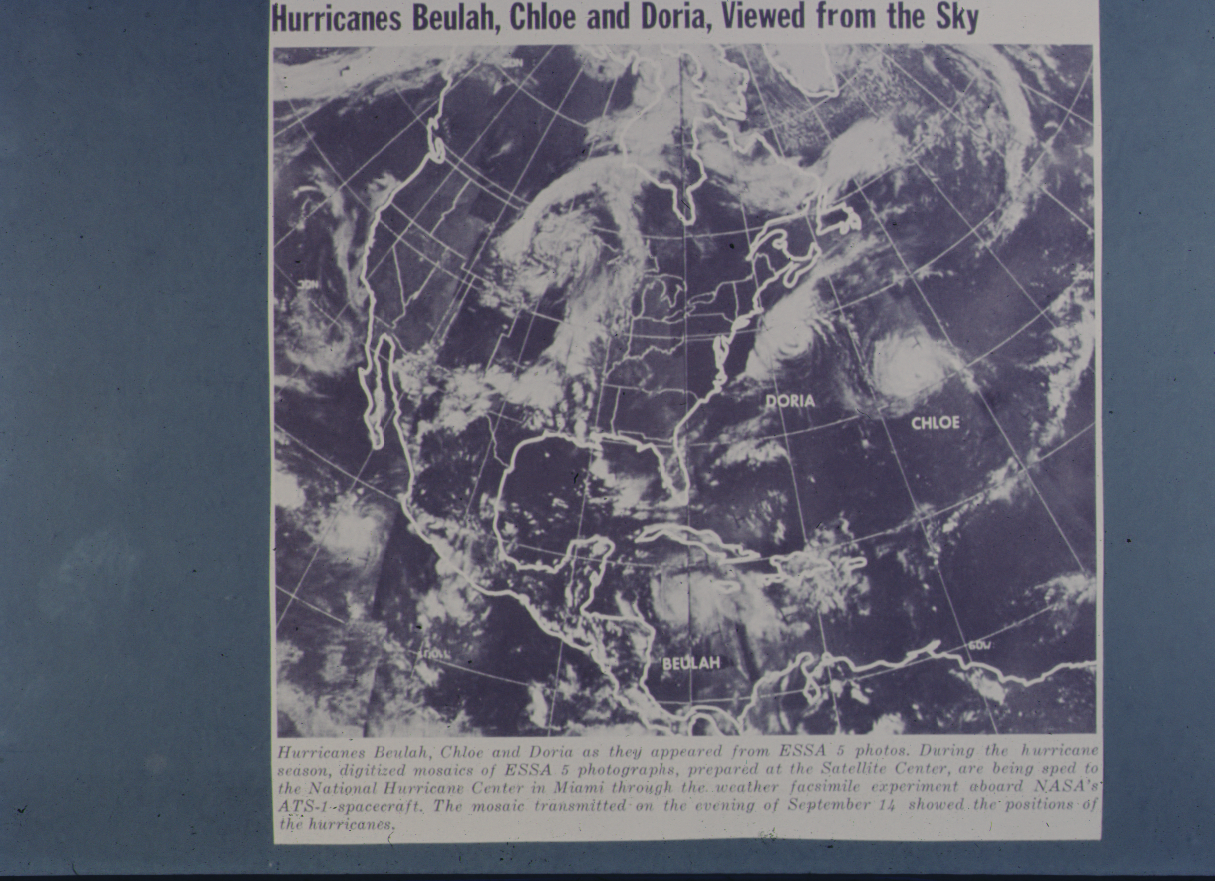 Hurricanes Beulah, Chloe and Doria, Viewed from the Sky
DORIA
CHLOE
BEULAH
60W
Hurricanes Beulah, Chloe and Doria as they appeared from ESSA 5 photos. During the hurricane
season, digitized mosaics of ESSA 5 photographs, prepared at the Satellite Center, are being sped to
the National Hurricane Center in Miami through the weather facsimile experiment aboard NASA's
ATS-1 spacecraft. The mosaic transmitted on the evening of September 14 showed the positions of
the hurricanes.